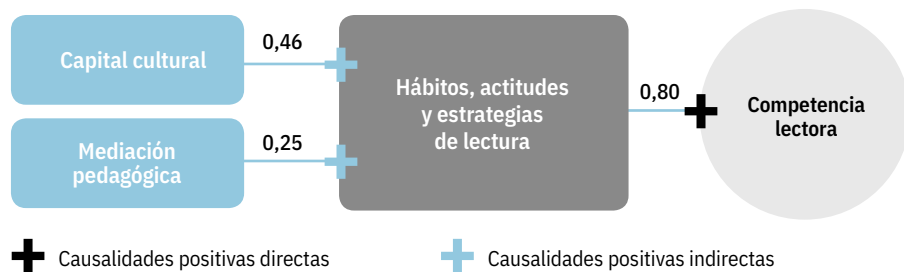 Capital cultural
0,46
Mediación
pedagógica
0,25
Hábitos, actitudes
y estrategias
de lectura
0,80
Competencia
lectora
Causalidades positivas directas
Causalidades positivas indirectas